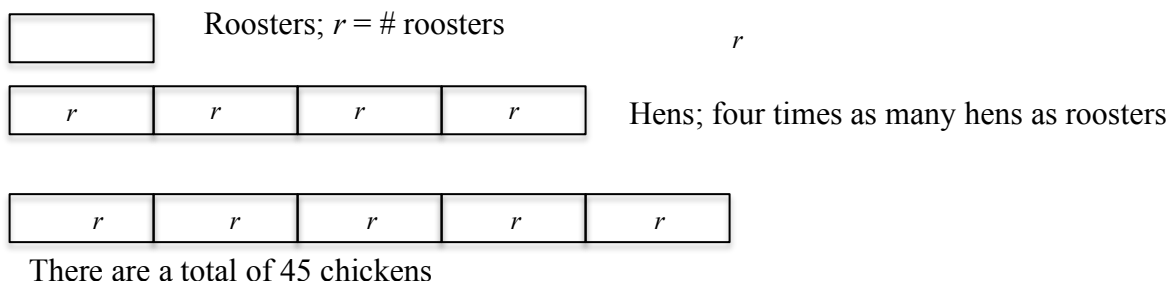 Roosters; r = # roosters
r
r r r r
Hens; four times as many hens as roosters
r r r r r
There are a total of 45 chickens